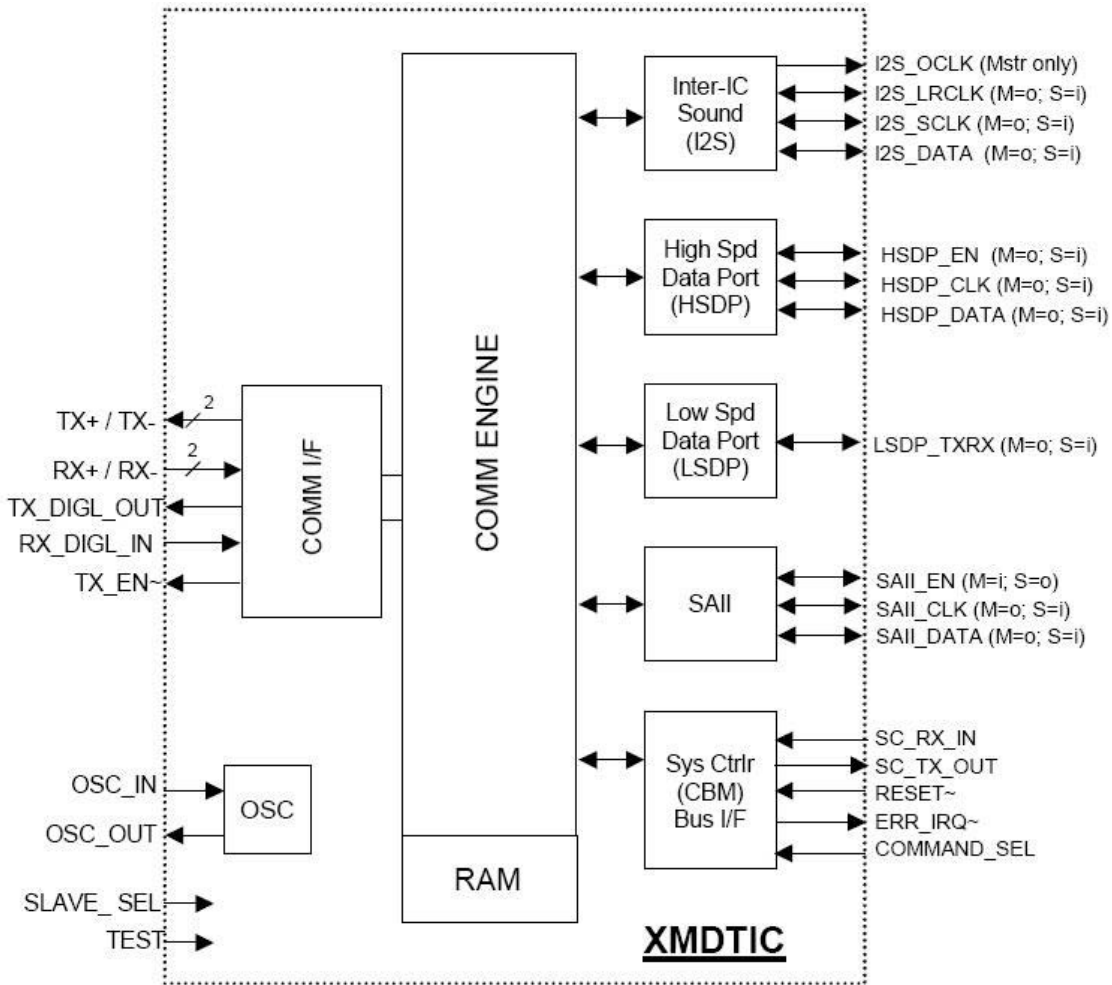 TX+ / TX-
2
RX+ / RX-
2
TX_DIGL_OUT
RX_DIGL_IN
TX_EN~
OSC_IN
OSC_OUT
SLAVE_ SEL
TEST
COMM I/F
OSC
COMM ENGINE
RAM
Inter-IC
Sound
(I2S)
High Spd
Data Port
(HSDP)
Low Spd
Data Port
(LSDP)
SAII
Sys Ctrlr
(CBM)
Bus I/F
XMDTIC
I2S_OCLK (Mstr only)
I2S_LRCLK (M=o; S=i)
I2S_SCLK (M=o; S=i)
I2S_DATA (M=o; S=i)
HSDP_EN (M=o; S=i)
HSDP_CLK (M=o; S=i)
HSDP_DATA (M=o; S=i)
LSDP_TXRX (M=o; S=i)
SAII_EN (M=i; S=o)
SAII_CLK (M=o; S=i)
SAII_DATA (M=o; S=i)
SC_RX_IN
SC_TX_OUT
RESET~
ERR_IRQ~
COMMAND_SEL